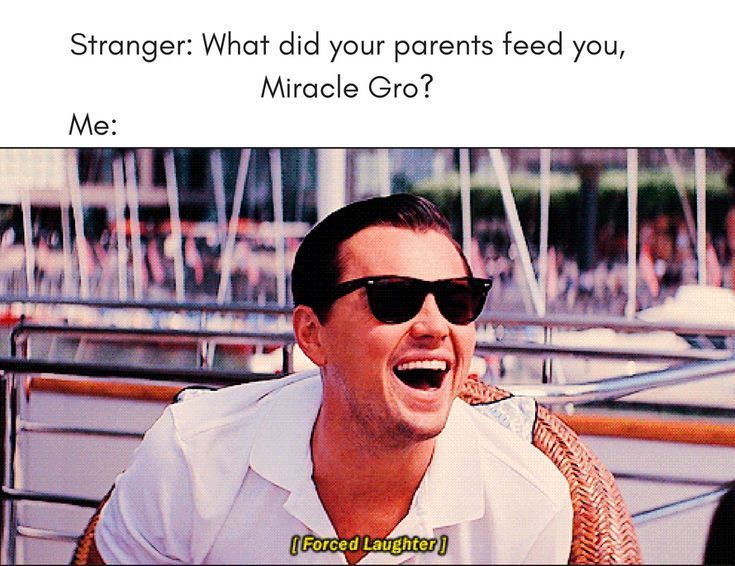 Stranger: What did your parents feed you,
Miracle Gro?
Me:
[ Forced Laughter ]